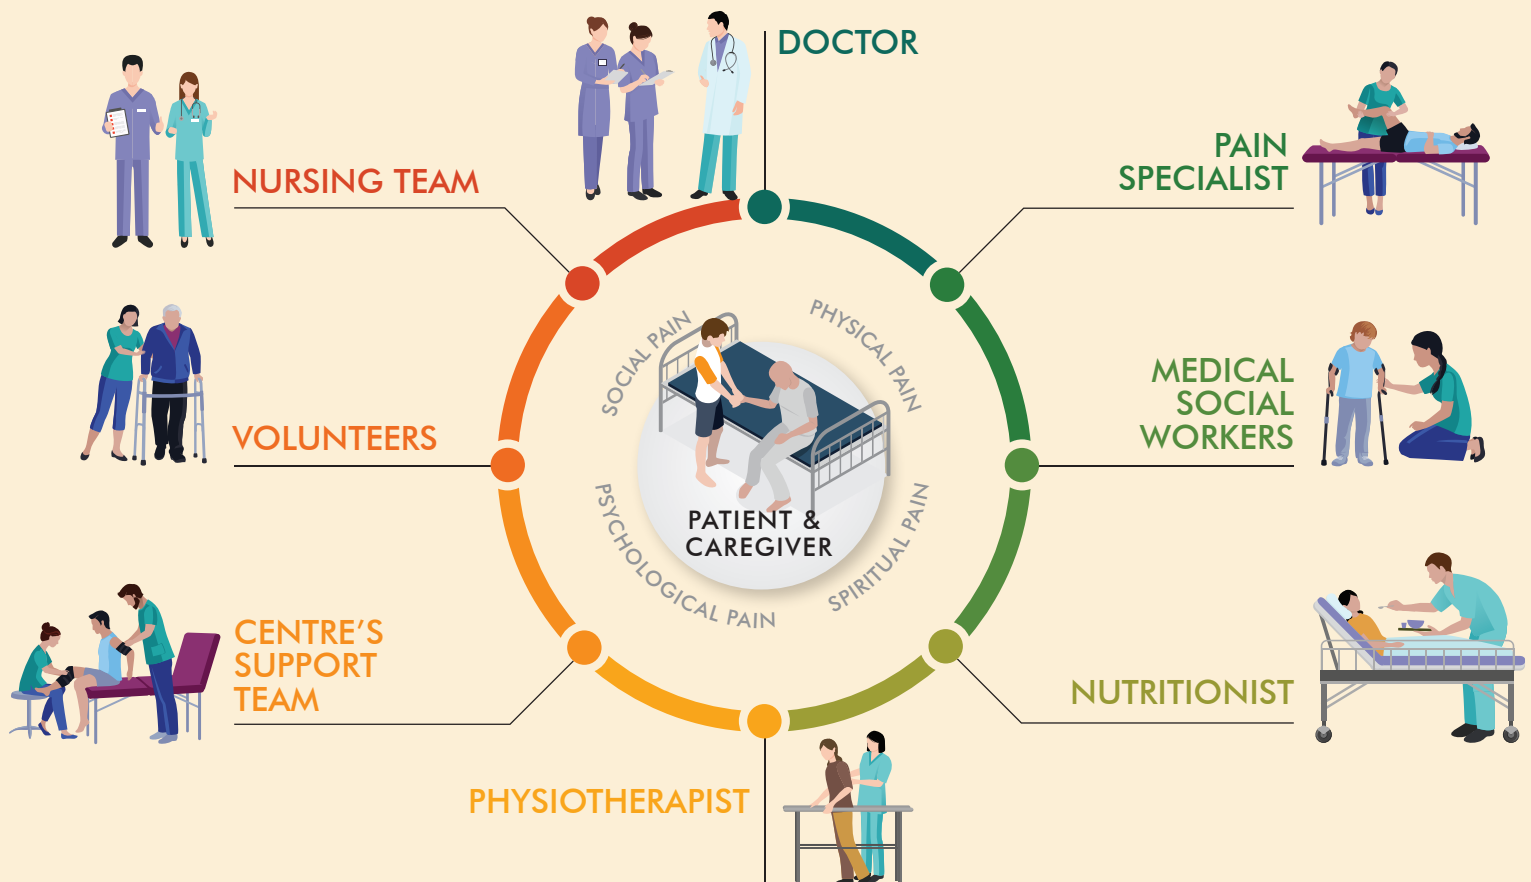 DOCTOR
NURSING TEAM
PAIN
SPECIALIST
SOCIAL PAIN
PHYSICAL PAIN
VOLUNTEERS
MEDICAL
SOCIAL
WORKERS
PATIENT &
CAREGIVER
PSYCHOLOGICAL PAIN
SPIRITUAL PAIN
CENTRE’S
SUPPORT
TEAM
NUTRITIONIST
PHYSIOTHERAPIST